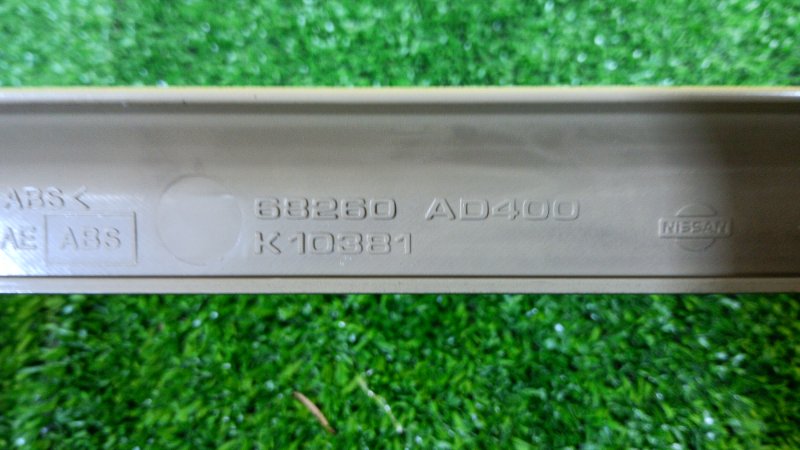 ABS<
AE ABS
68260 AD400
K10381
NISSAN